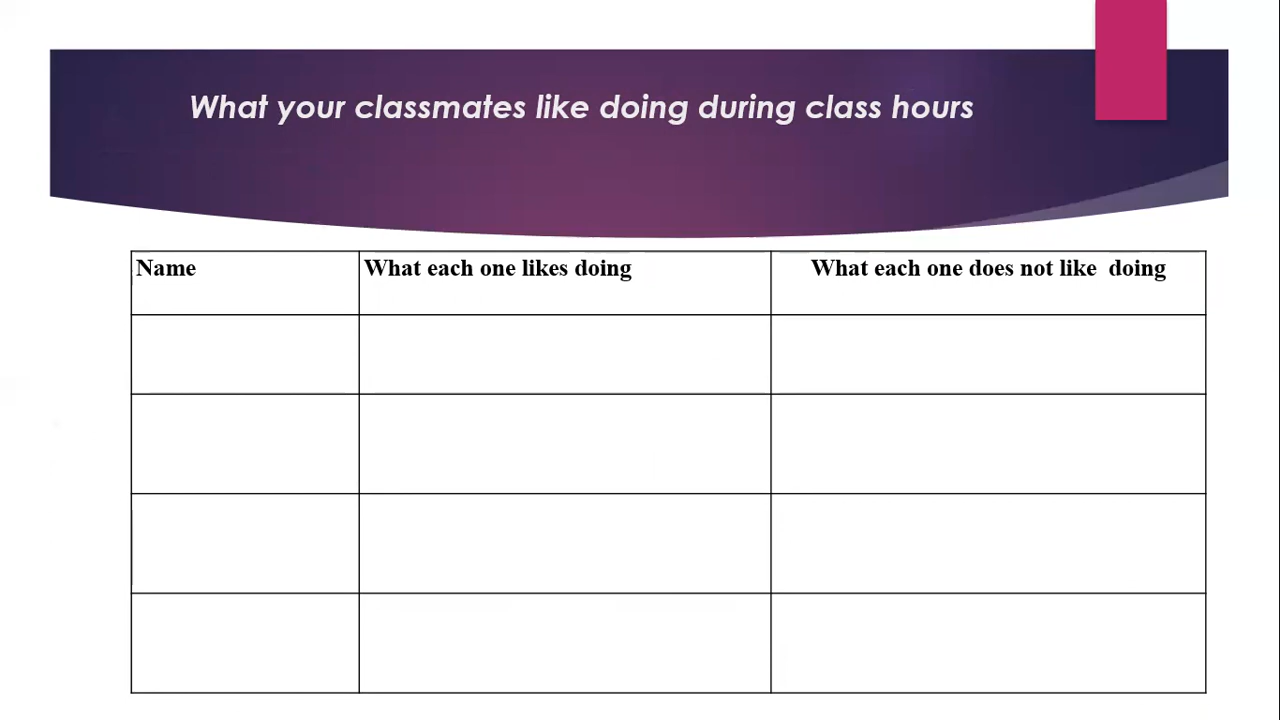 What your classmates like doing during class hours
Name
What each one likes doing
What each one does not like  doing